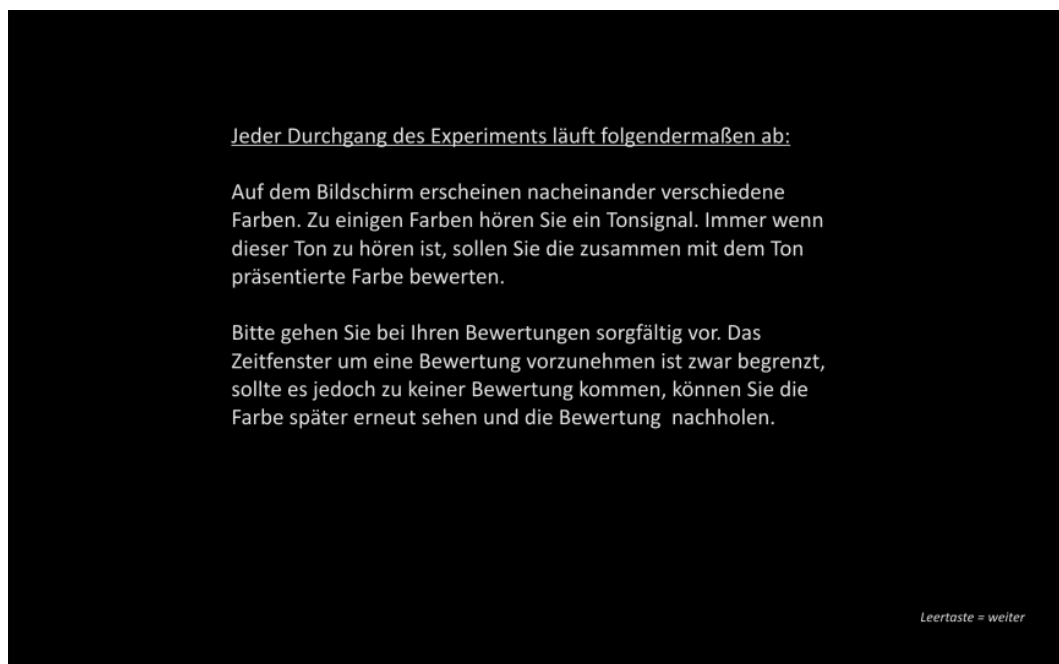 Jeder Durchgang des Experiments läuft folgendermaßen ab:
Auf dem Bildschirm erscheinen nacheinander verschiedene
Farben. Zu einigen Farben hören Sie ein Tonsignal. Immer wenn
dieser Ton zu hören ist, sollen Sie die zusammen mit dem Ton
präsentierte Farbe bewerten.
Bitte gehen Sie bei Ihren Bewertungen sorgfältig vor. Das
Zeitfenster um eine Bewertung vorzunehmen ist zwar begrenzt,
sollte es jedoch zu keiner Bewertung kommen, können Sie die
Farbe später erneut sehen und die Bewertung  nachholen.
Leertaste = weiter